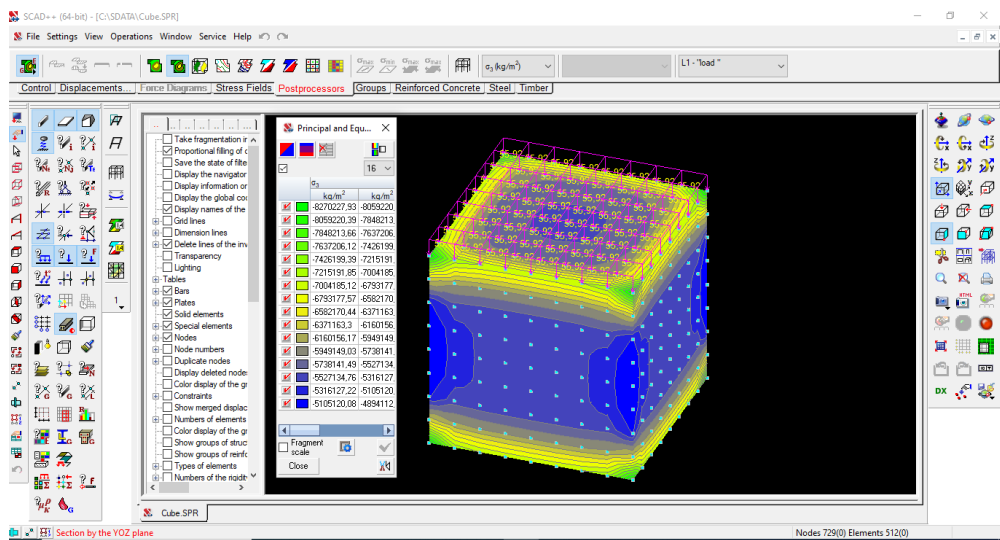 SCAD++ (64-bit) - [C:\SDATA\Cube.SPR]
File Settings View Operations Window Service Help
σ3 (kg/m²)
L1 - "load "
Control Displacements... Force Diagrams Stress Fields Postprocessors Groups Reinforced Concrete Steel Timber
Take fragmentation ir
Proportional filling of c
Save the state of filte
Display the navigator
Display information or
Display the global coo
Display names of the
Grid lines
Dimension lines
Delete lines of the inv
Transparency
Lighting
Tables
Bars
Plates
Solid elements
Special elements
Nodes
Node numbers
Duplicate nodes
Display deleted nodes
Color display of the gr
Constraints
Show merged displac
Numbers of elements
Color display of the gr
Show groups of struc
Show groups of reinfo
Types of elements
Numbers of the rigidity
Principal and Equ...
16
σ3
kg/m² kg/m²
-8270227,93 -8059220
-8059220,39 -7848213
-7848213,66 -7637206
-7637206,12 -7426199,
-7426199,39 -7215191,
-7215191,85 -7004185,
-7004185,12 -6793177,
-6793177,57 -6582170,
-6582170,44 -6371163,
-6371163,3 -6160156,
-6160156,17 -5949149,
-5949149,03 -5738141,
-5738141,49 -5527134,
-5527134,76 -5316127,
-5316127,22 -5105120,
-5105120,08 -4894112,
Fragment
scale
Close
55,92
Cube.SPR
Section by the YOZ plane
Nodes 729(0) Elements 512(0)